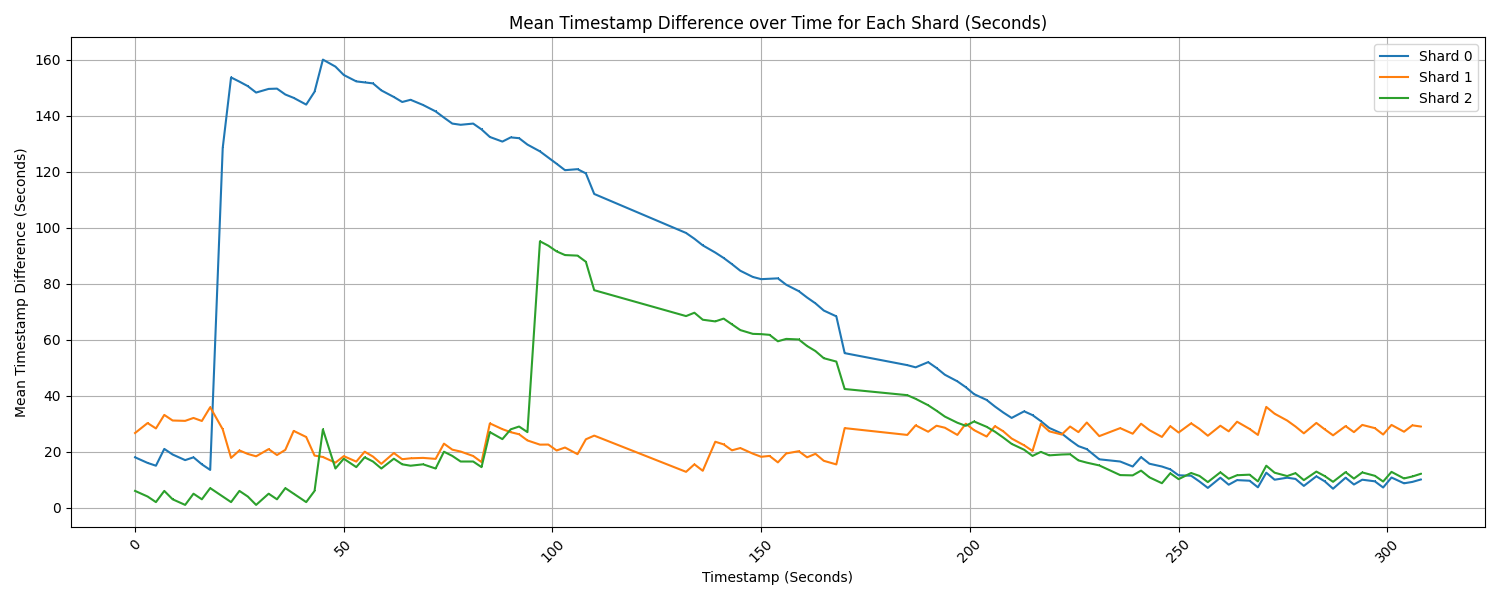 Mean Timestamp Difference over Time for Each Shard (Seconds)
Shard 0
Shard 1
Shard 2
Mean Timestamp Difference (Seconds)
160
140
120
100
80
60
40
20
0
0
50
100
150
200
250
300
Timestamp (Seconds)